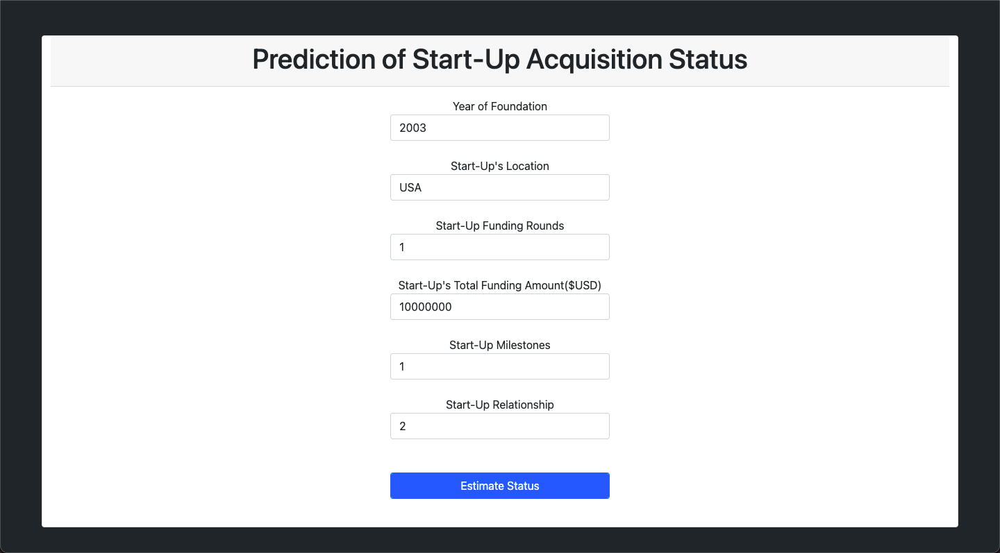 Prediction of Start-Up Acquisition Status
Year of Foundation
2003
Start-Up's Location
USA
Start-Up Funding Rounds
1
Start-Up's Total Funding Amount($USD)
10000000
Start-Up Milestones
1
Start-Up Relationship
2
Estimate Status